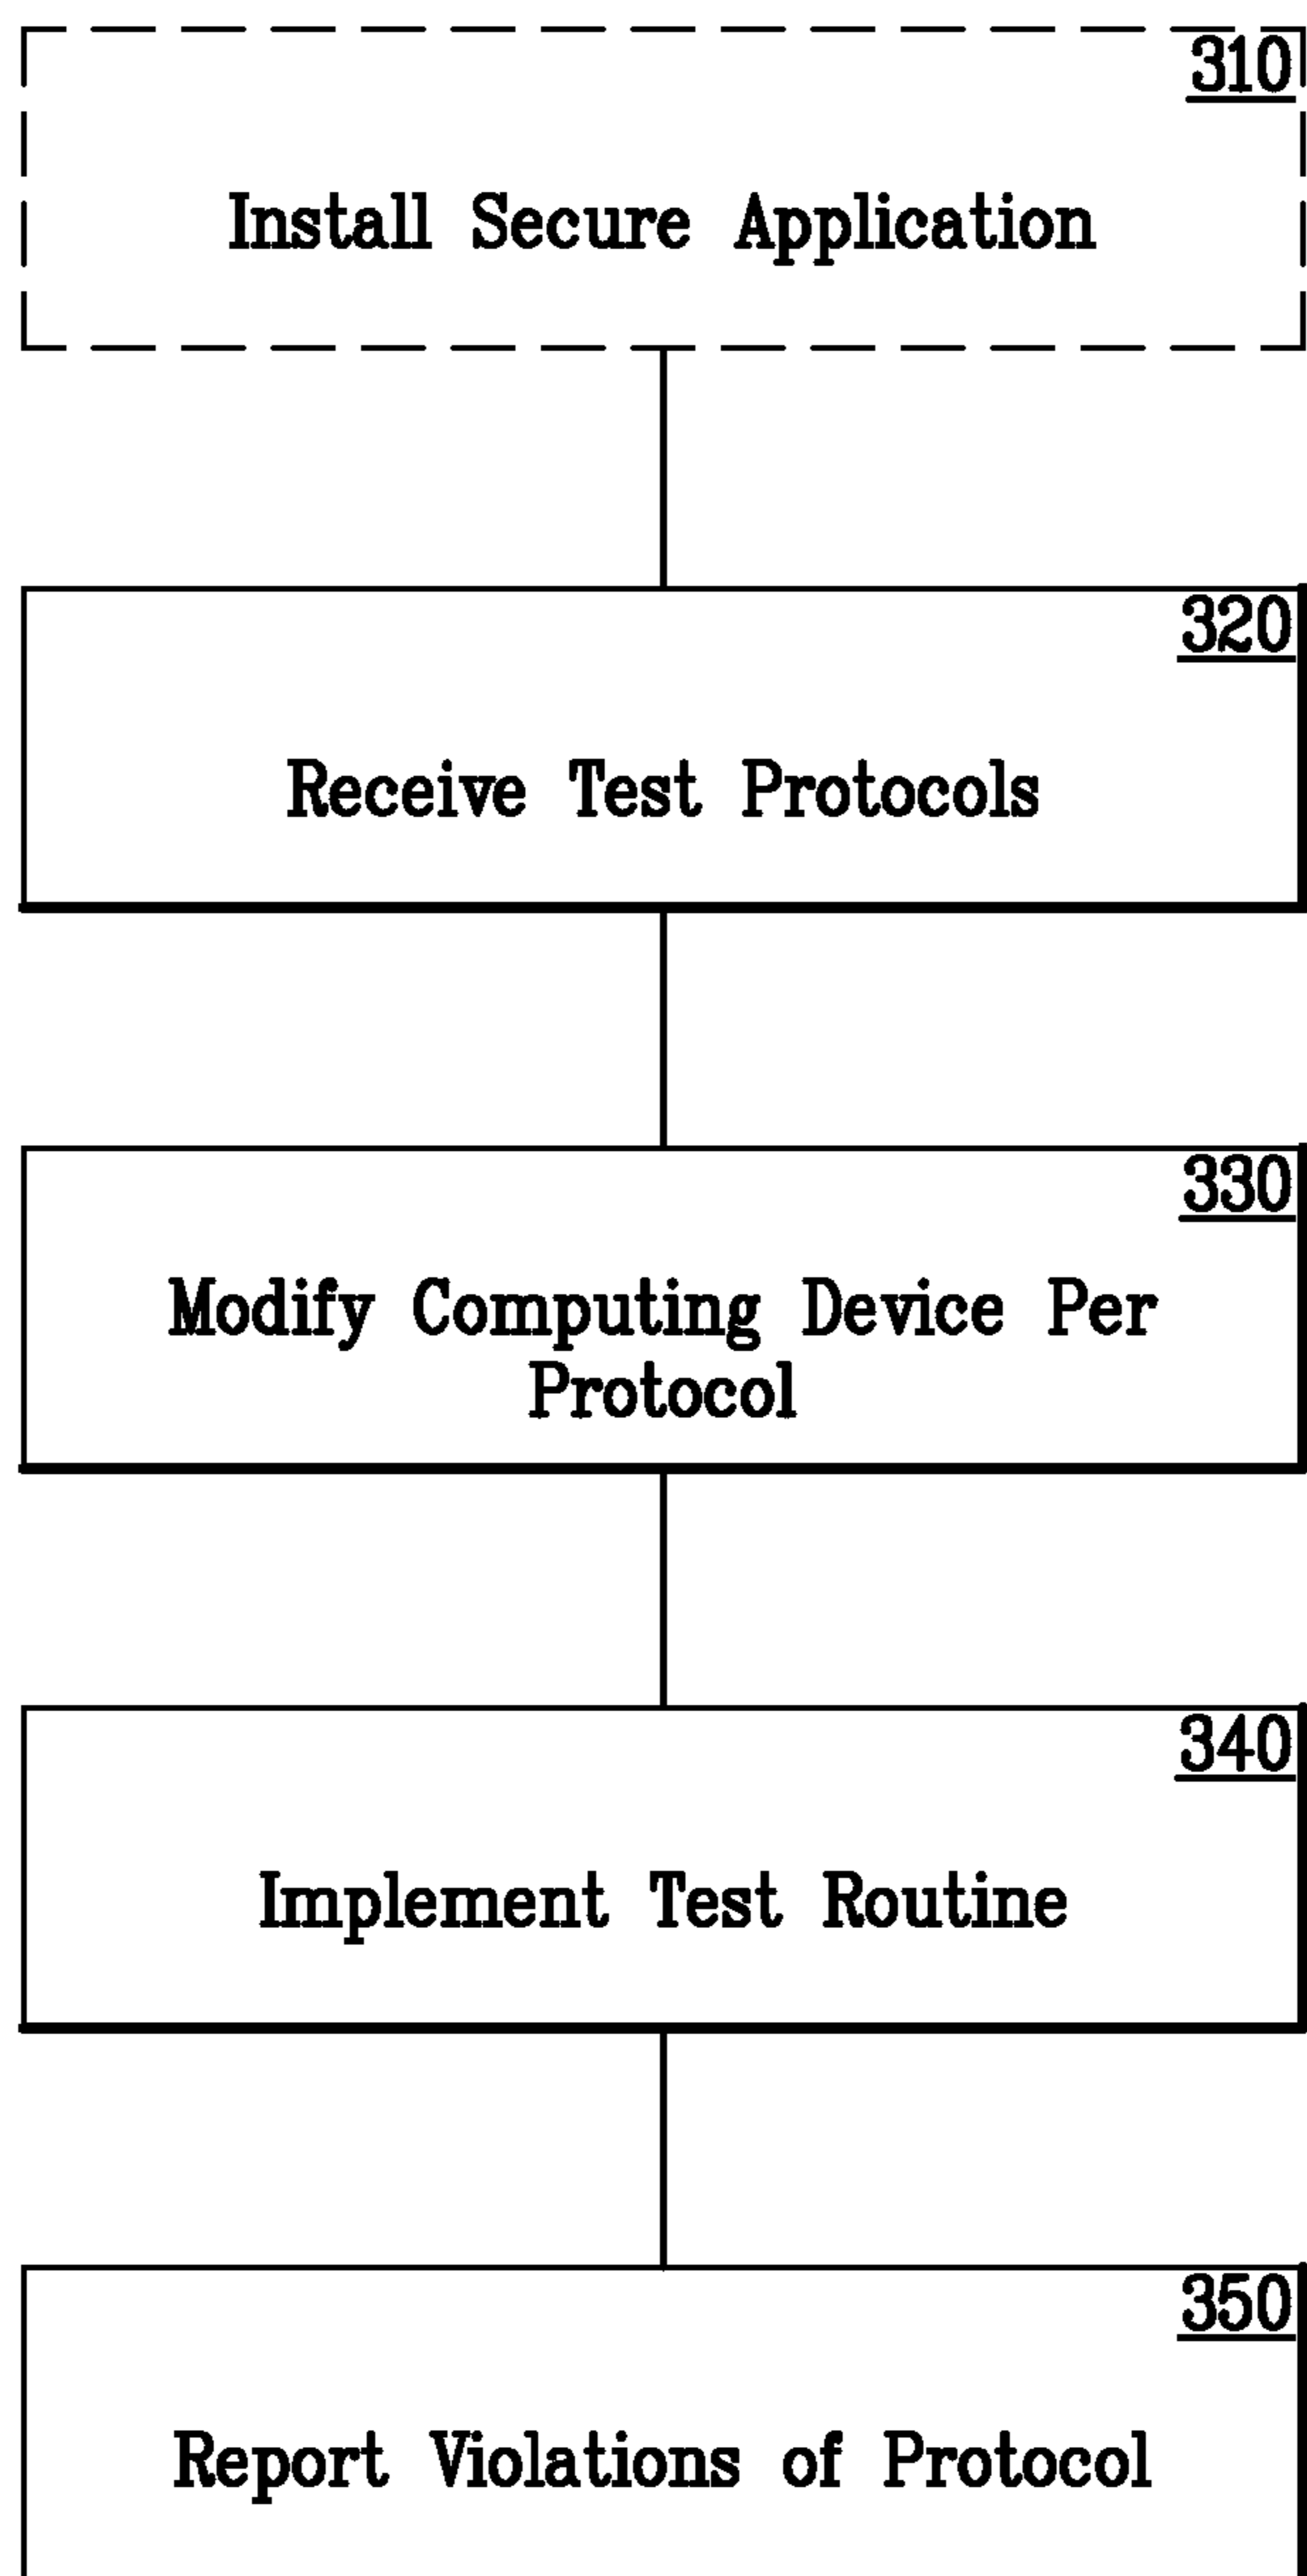 310
Install Secure Application
320
Receive Test Protocols
330
Modify Computing Device Per
Protocol
340
Implement Test Routine
350
Report Violations of Protocol